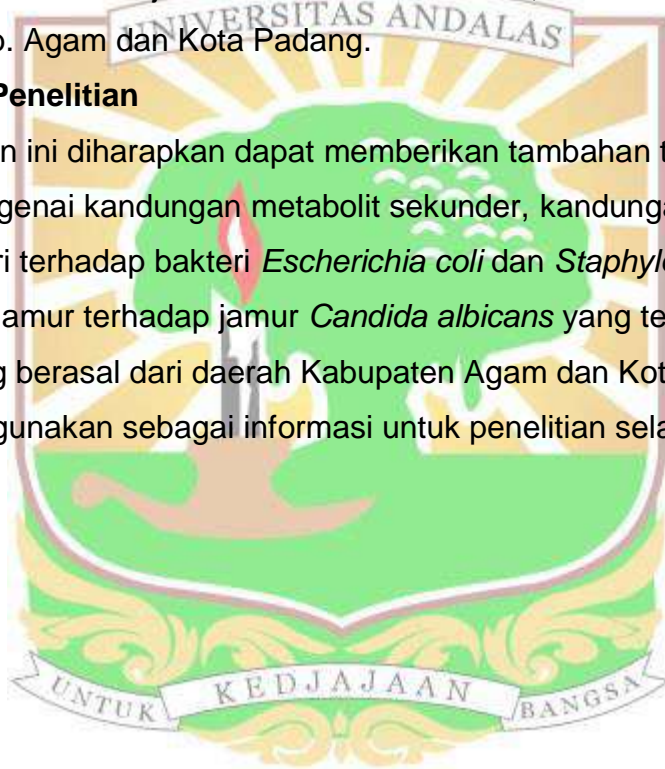 UNIVERSITAS ANDALAS
. Agam dan Kota Padang.
Penelitian
n ini diharapkan dapat memberikan tambahan t
genai kandungan metabolit sekunder, kandunga
ri terhadap bakteri Escherichia coli dan Staphyl
amur terhadap jamur Candida albicans yang te
g berasal dari daerah Kabupaten Agam dan Kot
gunakan sebagai informasi untuk penelitian sela
UNTUK KEDJAJAAN BANGSA